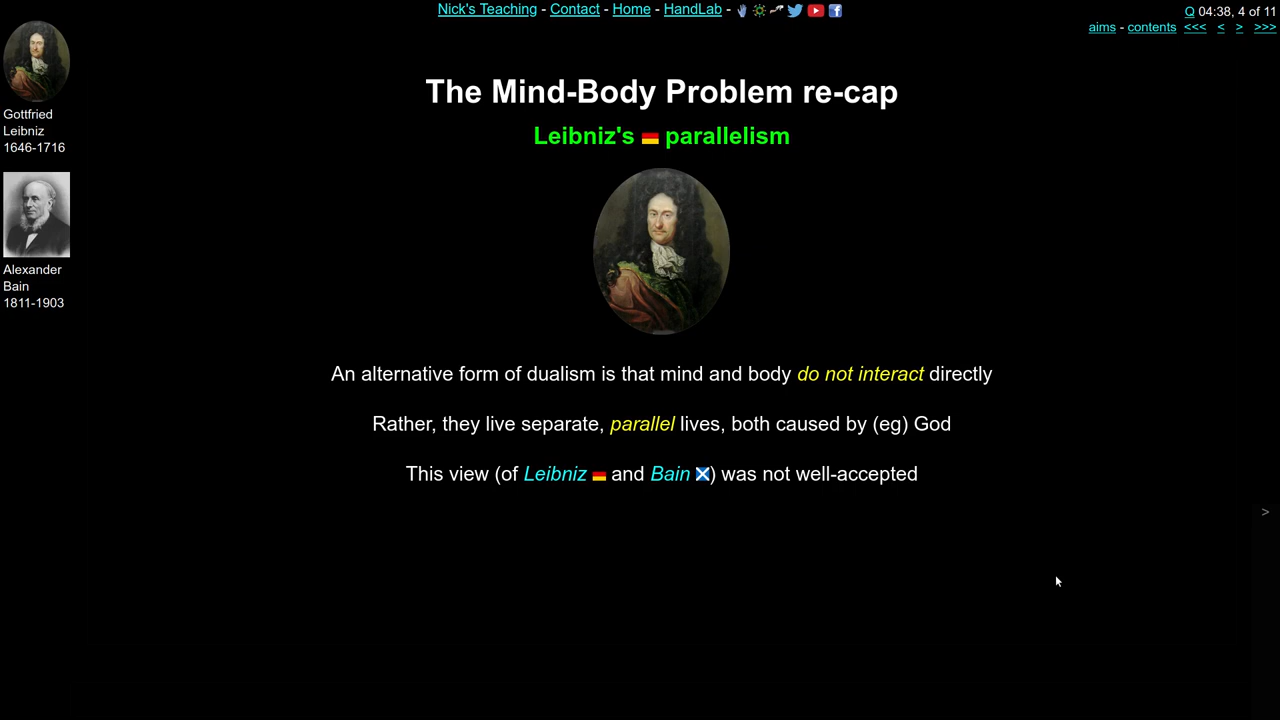 Nick's Teaching - Contact - Home - HandLab -
Q 04:38, 4 of 11
aims - contents <<< < > >>>
Gottfried
Leibniz
1646-1716
Alexander
Bain
1811-1903
The Mind-Body Problem re-cap
Leibniz's parallelism
An alternative form of dualism is that mind and body do not interact directly
Rather, they live separate, parallel lives, both caused by (eg) God
This view (of Leibniz and Bain) was not well-accepted
>